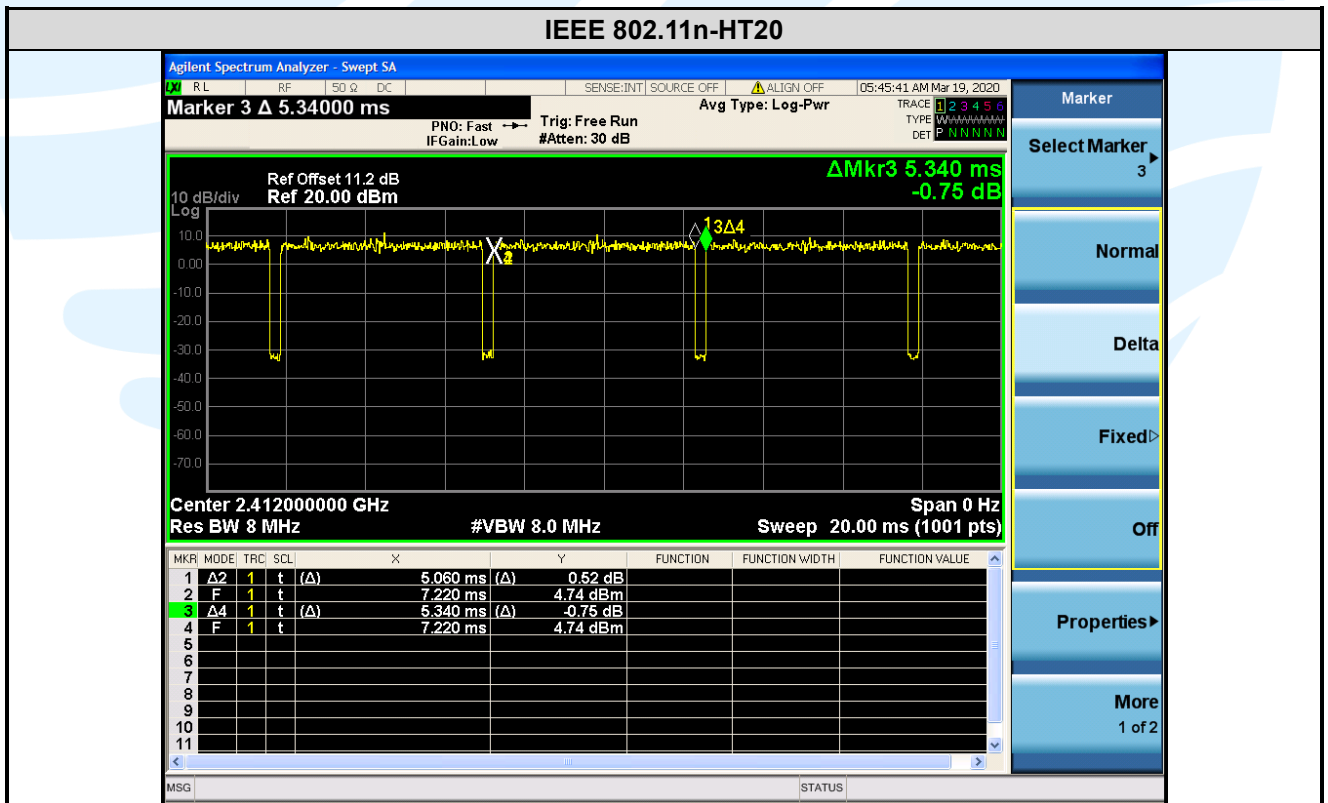 IEEE 802.11n-HT20
Agilent Spectrum Analyzer - Swept SA
LXI RL RF 50 Ω DC SENSE:INT SOURCE OFF ⚠ ALIGN OFF 05:45:41 AM Mar 19, 2020
Marker 3 Δ 5.34000 ms
PNO: Fast
IFGain:Low
Trig: Free Run
#Atten: 30 dB
Avg Type: Log-Pwr
TRACE 1 2 3 4 5 6
TYPE WWWWWW
DET P N N N N N
ΔMkr3 5.340 ms
-0.75 dB
Ref Offset 11.2 dB
10 dB/div Ref 20.00 dBm
Log
10.0
0.00
-10.0
-20.0
-30.0
-40.0
-50.0
-60.0
-70.0
1 3Δ4
Center 2.412000000 GHz Span 0 Hz
Res BW 8 MHz #VBW 8.0 MHz Sweep 20.00 ms (1001 pts)
MKR MODE TRC SCL X Y FUNCTION FUNCTION WIDTH FUNCTION VALUE
1 Δ2 1 t (Δ) 5.060 ms (Δ) 0.52 dB
2 F 1 t 7.220 ms 4.74 dBm
3 Δ4 1 t (Δ) 5.340 ms (Δ) -0.75 dB
4 F 1 t 7.220 ms 4.74 dBm
5
6
7
8
9
10
11
MSG STATUS
Marker
Select Marker
3
Normal
Delta
Fixed
Off
Properties
More
1 of 2